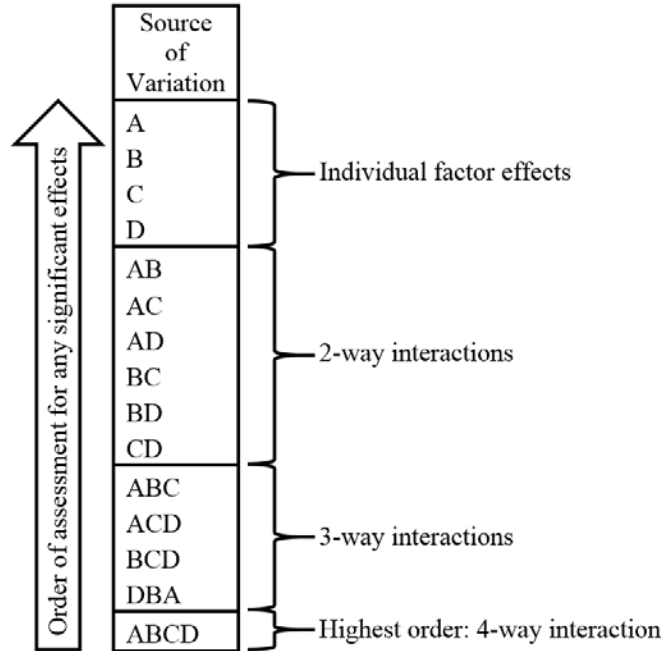 Source
of
Variation
Order of assessment for any significant effects
A
B
C
D
Individual factor effects
AB
AC
AD
BC
BD
CD
2-way interactions
ABC
ACD
BCD
DBA
3-way interactions
ABCD
Highest order: 4-way interaction